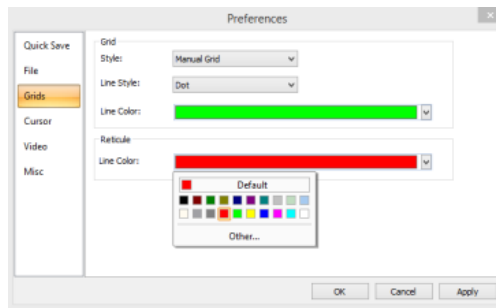 Preferences
Quick Save
File
Grids
Cursor
Video
Misc
Grid
Style: Manual Grid
Line Style: Dot
Line Color:
Reticule
Line Color:
Default
Other...
OK Cancel Apply